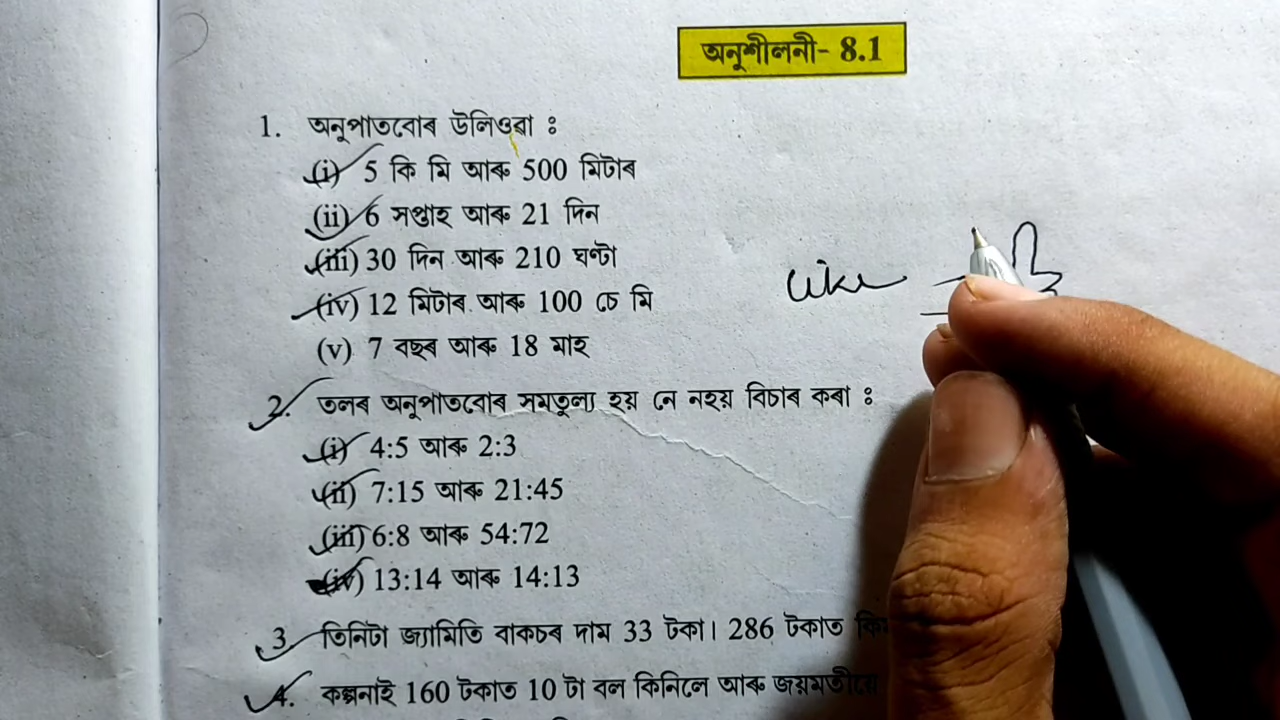 অনুশীলনী- 8.1
1. অনুপাতবোৰ উলিওৱা ঃ
(i) 5 কি মি আৰু 500 মিটাৰ
(ii) 6 সপ্তাহ আৰু 21 দিন
(iii) 30 দিন আৰু 210 ঘণ্টা
(iv) 12 মিটাৰ আৰু 100 চে মি
like
(v) 7 বছৰ আৰু 18 মাহ
2. তলৰ অনুপাতবোৰ সমতুল্য হয় নে নহয় বিচাৰ কৰা ঃ
(i) 4:5 আৰু 2:3
(ii) 7:15 আৰু 21:45
(iii) 6:8 আৰু 54:72
(iv) 13:14 আৰু 14:13
3. তিনিটা জ্যামিতি বাকচৰ দাম 33 টকা। 286 টকাত
4. কল্পনাই 160 টকাত 10 টা বল কিনিলে আৰু জয়মতীয়ে